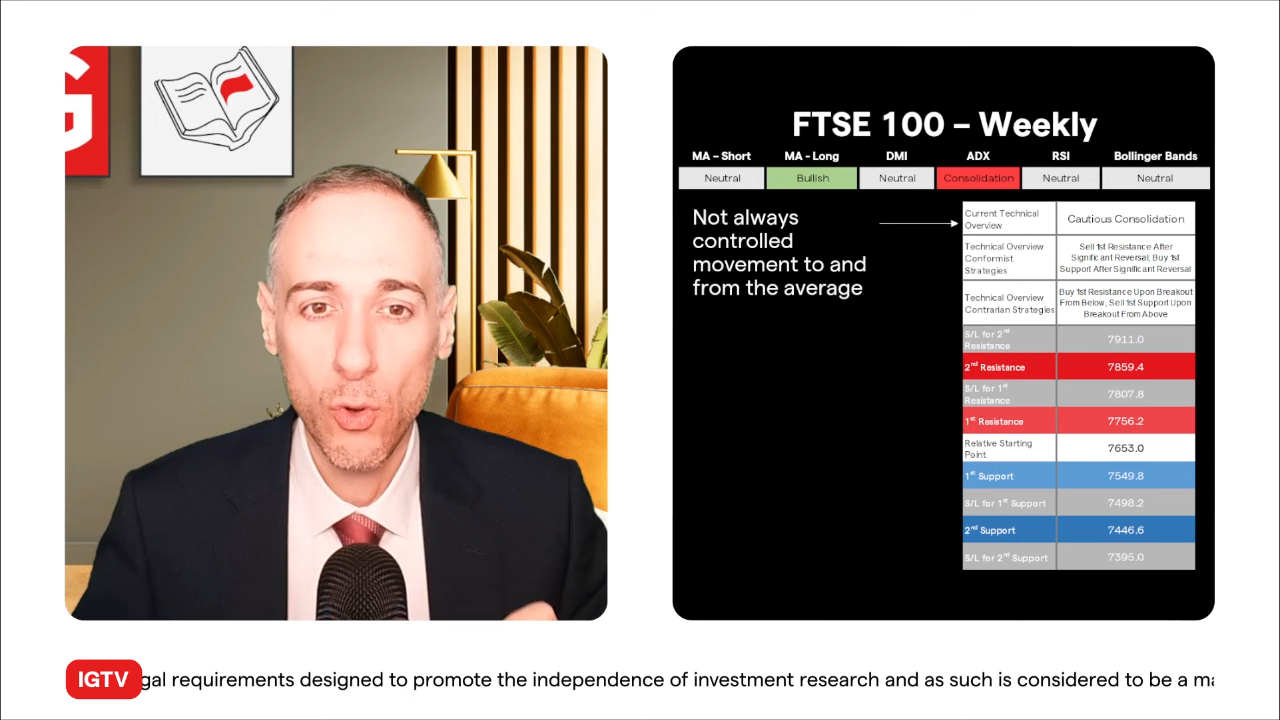 G
FTSE 100 – Weekly
MA – Short MA - Long DMI ADX RSI Bollinger Bands
Neutral Bullish Neutral Consolidation Neutral Neutral
Not always
controlled
movement to and
from the average
Current Technical
Overview
Cautious Consolidation
Technical Overview
Conformist
Strategies
Sell 1st Resistance After
Significant Reversal, Buy 1st
Support After Significant Reversal
Technical Overview
Contrarian Strategies
Buy 1st Resistance Upon Breakout
From Below, Sell 1st Support Upon
Breakout From Above
S/L for 2nd
Resistance
7911.0
2nd Resistance 7859.4
S/L for 1st
Resistance
7807.8
1st Resistance 7756.2
Relative Starting
Point
7653.0
1st Support 7549.8
S/L for 1st Support 7498.2
2nd Support 7446.6
S/L for 2nd Support 7395.0
IGTV
gal requirements designed to promote the independence of investment research and as such is considered to be a ma